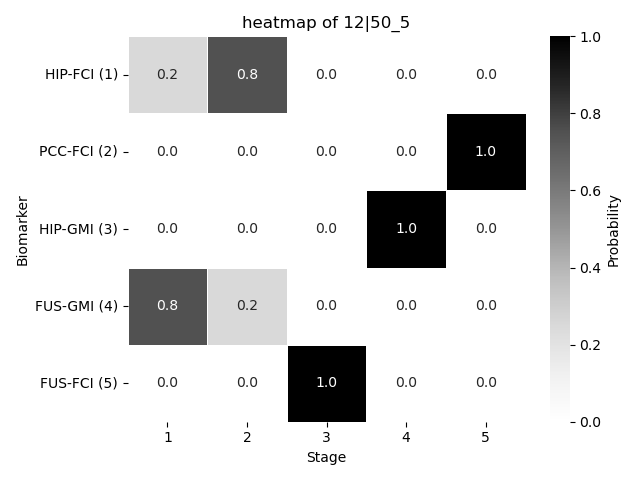 heatmap of 12|50_5
HIP-FCI (1) 0.2 0.8 0.0 0.0 0.0
PCC-FCI (2) 0.0 0.0 0.0 0.0 1.0
HIP-GMI (3) 0.0 0.0 0.0 1.0 0.0
FUS-GMI (4) 0.8 0.2 0.0 0.0 0.0
FUS-FCI (5) 0.0 0.0 1.0 0.0 0.0
1 2 3 4 5
Stage
Biomarker
1.0
0.8
0.6
0.4
0.2
0.0
Probability